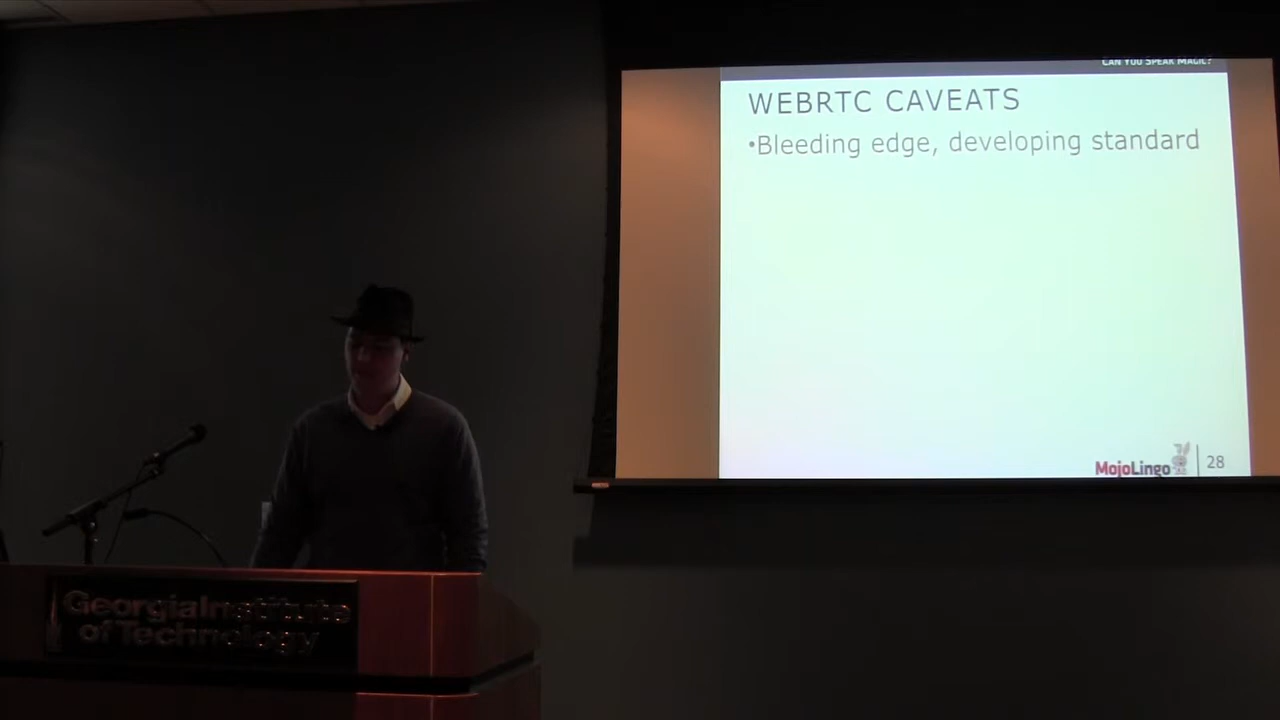 CAN YOU SPEAK MAGIC?
WEBRTC CAVEATS
•Bleeding edge, developing standard
MojoLingo
28
Georgia Institute
of Technology